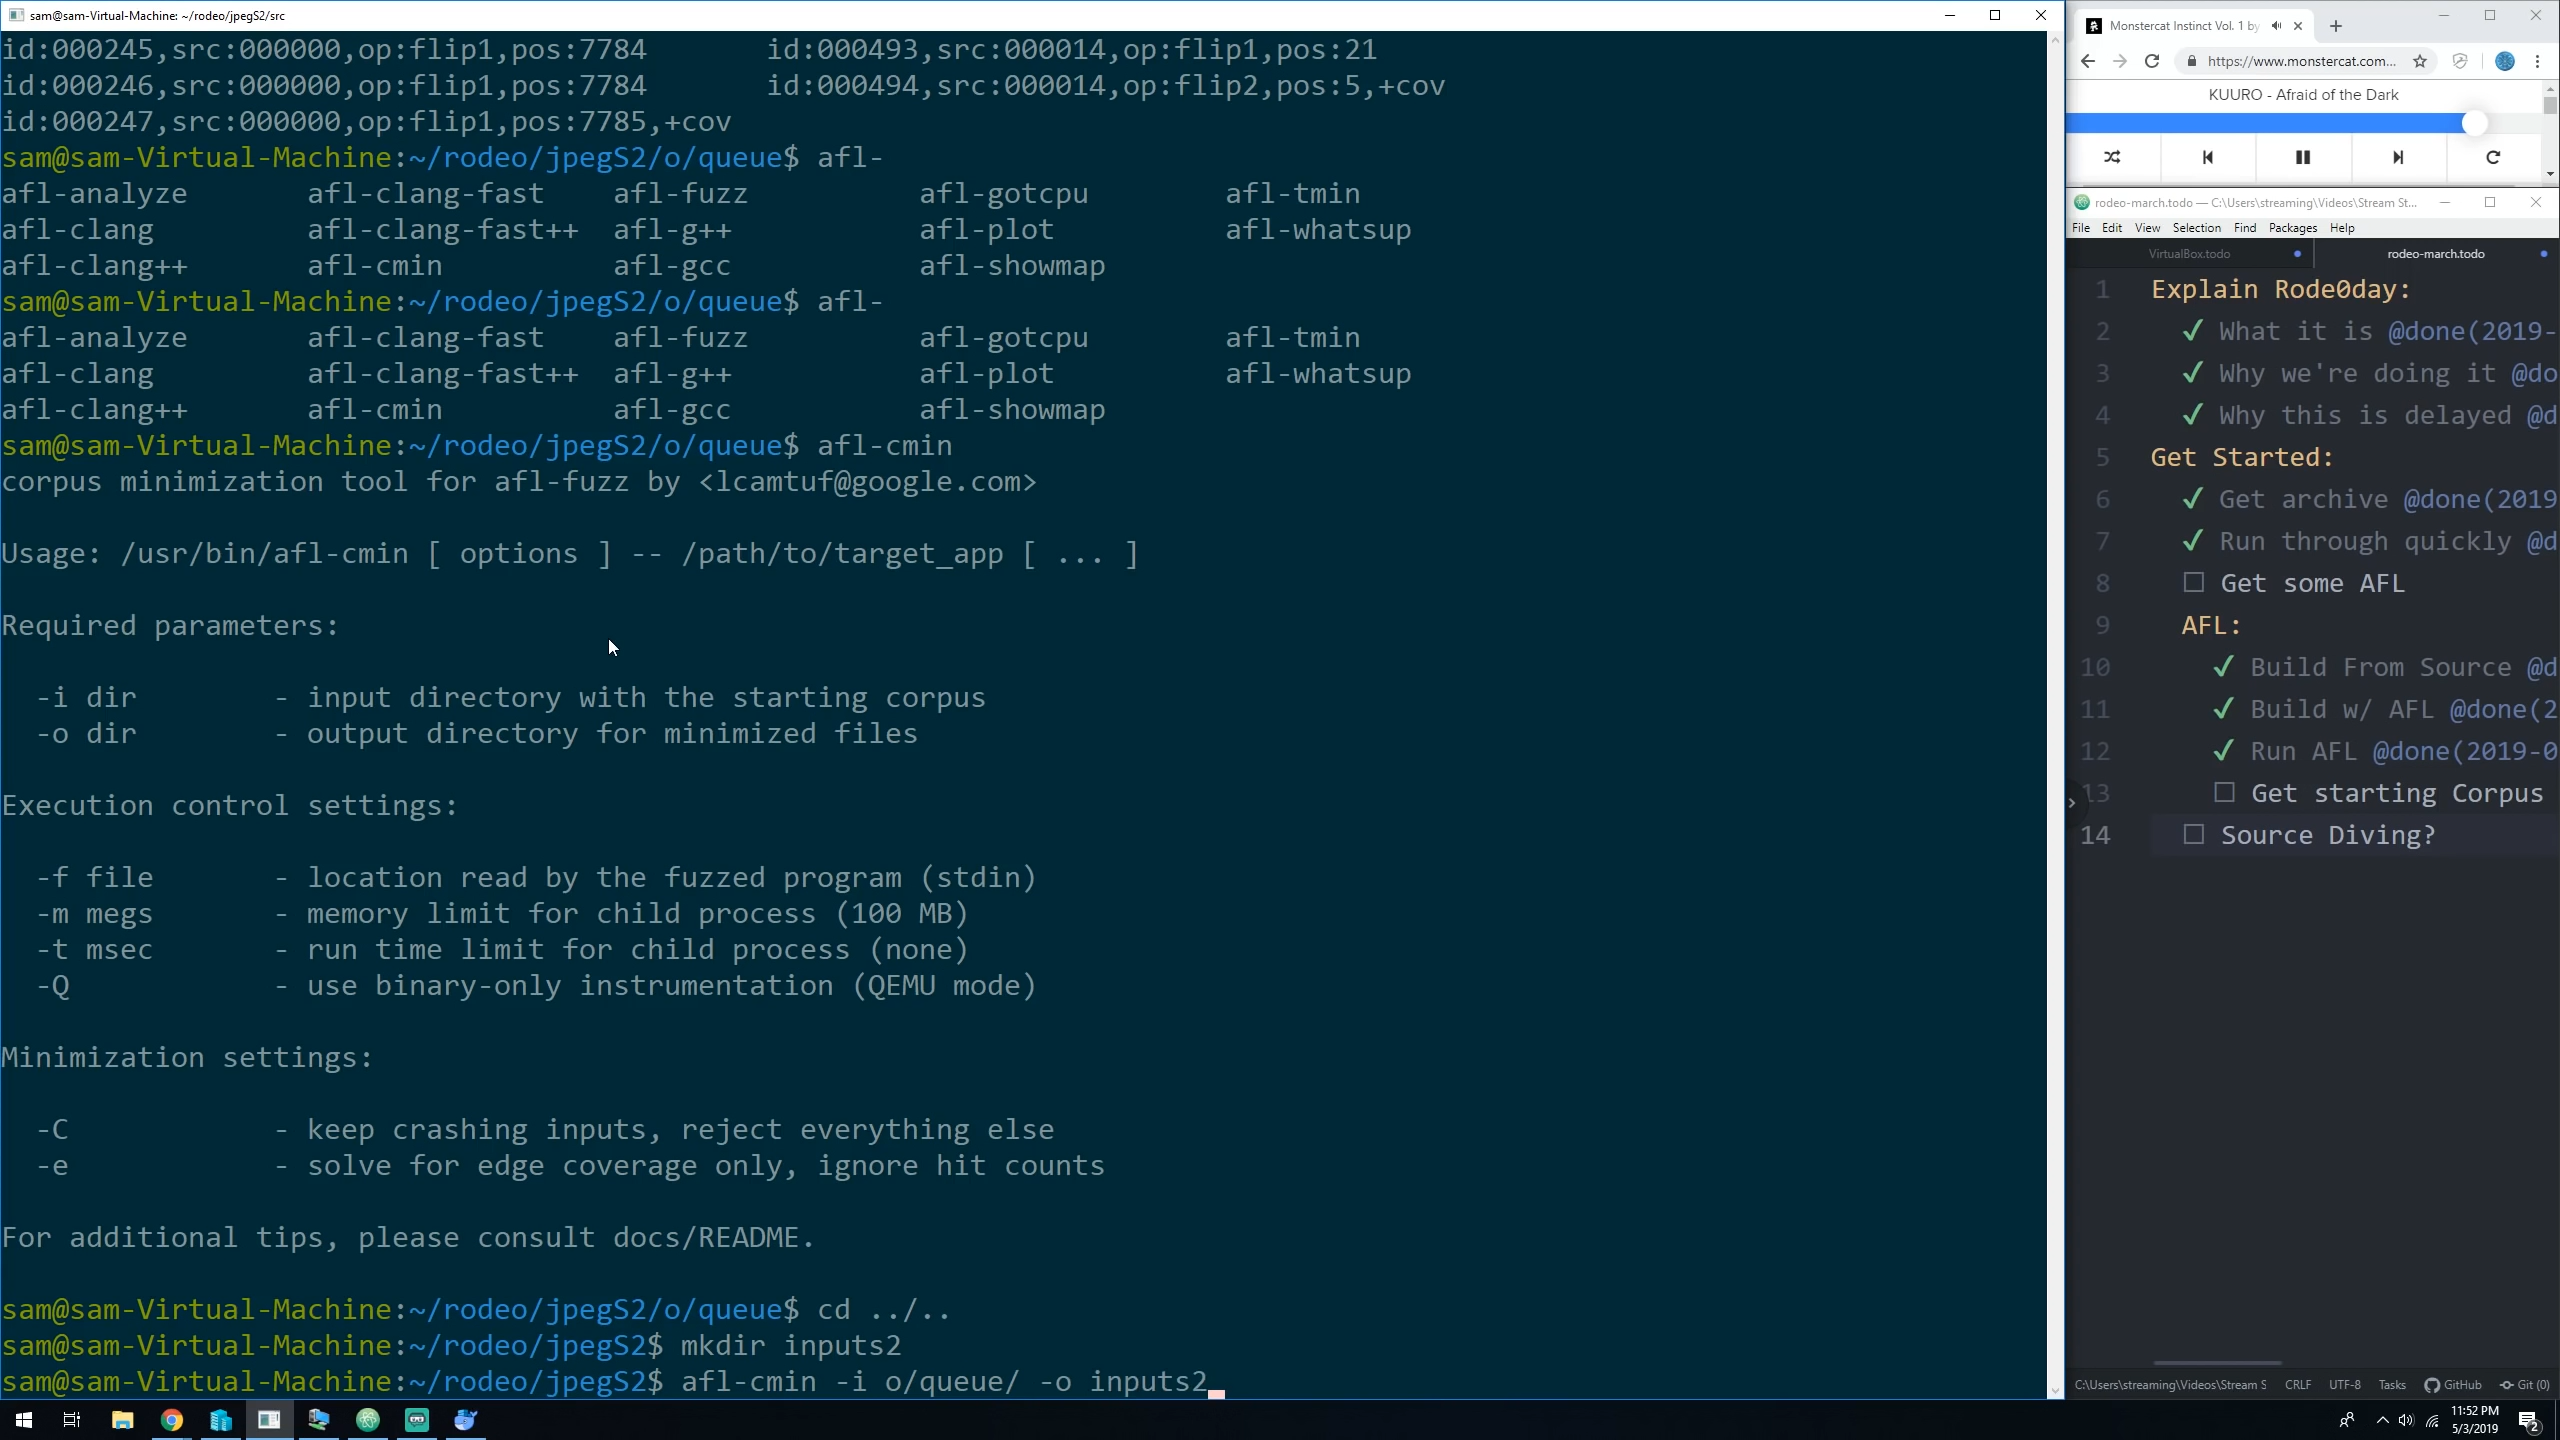 sam@sam-Virtual-Machine: ~/rodeo/jpegS2/src
id:000245,src:000000,op:flip1,pos:7784 id:000493,src:000014,op:flip1,pos:21
id:000246,src:000000,op:flip1,pos:7784 id:000494,src:000014,op:flip2,pos:5,+cov
id:000247,src:000000,op:flip1,pos:7785,+cov
sam@sam-Virtual-Machine:~/rodeo/jpegS2/o/queue$ afl-
afl-analyze afl-clang-fast afl-fuzz afl-gotcpu afl-tmin
afl-clang afl-clang-fast++ afl-g++ afl-plot afl-whatsup
afl-clang++ afl-cmin afl-gcc afl-showmap
sam@sam-Virtual-Machine:~/rodeo/jpegS2/o/queue$ afl-
afl-analyze afl-clang-fast afl-fuzz afl-gotcpu afl-tmin
afl-clang afl-clang-fast++ afl-g++ afl-plot afl-whatsup
afl-clang++ afl-cmin afl-gcc afl-showmap
sam@sam-Virtual-Machine:~/rodeo/jpegS2/o/queue$ afl-cmin
corpus minimization tool for afl-fuzz by <lcamtuf@google.com>
Usage: /usr/bin/afl-cmin [ options ] -- /path/to/target_app [ ... ]
Required parameters:
-i dir - input directory with the starting corpus
-o dir - output directory for minimized files
Execution control settings:
-f file - location read by the fuzzed program (stdin)
-m megs - memory limit for child process (100 MB)
-t msec - run time limit for child process (none)
-Q - use binary-only instrumentation (QEMU mode)
Minimization settings:
-C - keep crashing inputs, reject everything else
-e - solve for edge coverage only, ignore hit counts
For additional tips, please consult docs/README.
sam@sam-Virtual-Machine:~/rodeo/jpegS2/o/queue$ cd ../..
sam@sam-Virtual-Machine:~/rodeo/jpegS2$ mkdir inputs2
sam@sam-Virtual-Machine:~/rodeo/jpegS2$ afl-cmin -i o/queue/ -o inputs2
Monstercat Instinct Vol. 1 by
https://www.monstercat.com...
KUURO - Afraid of the Dark
rodeo-march.todo — C:\Users\streaming\Videos\Stream St...
File Edit View Selection Find Packages Help
VirtualBox.todo rodeo-march.todo
1 Explain Rode0day:
2 ✓ What it is @done(2019-
3 ✓ Why we're doing it @do
4 ✓ Why this is delayed @d
5 Get Started:
6 ✓ Get archive @done(2019
7 ✓ Run through quickly @d
8 ☐ Get some AFL
9 AFL:
10 ✓ Build From Source @d
11 ✓ Build w/ AFL @done(2
12 ✓ Run AFL @done(2019-0
13 ☐ Get starting Corpus
14 ☐ Source Diving?
C:\Users\streaming\Videos\Stream S CRLF UTF-8 Tasks GitHub Git (0)
11:52 PM
5/3/2019
2